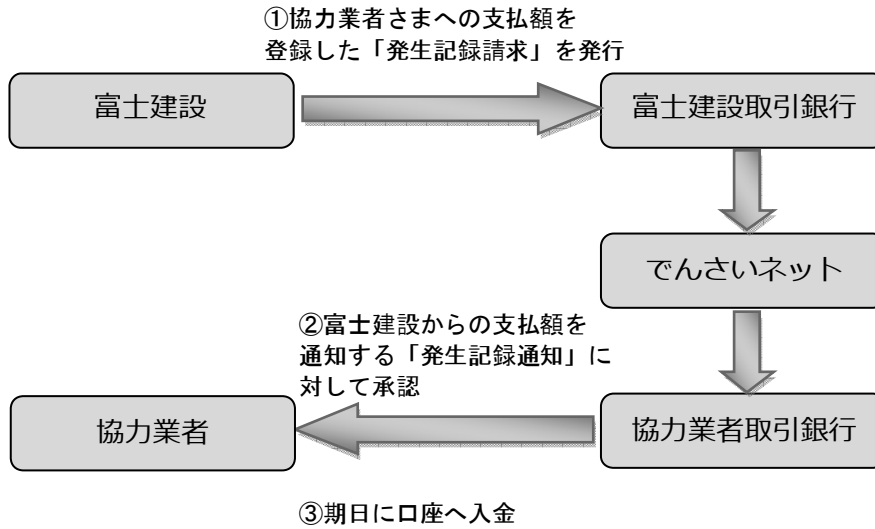 ①協力業者さまへの支払額を
登録した「発生記録請求」を発行
富士建設
富士建設取引銀行
でんさいネット
②富士建設からの支払額を
通知する「発生記録通知」に
対して承認
協力業者
協力業者取引銀行
③期日に口座へ入金